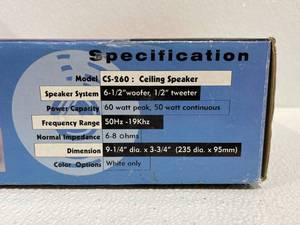 Specification
Model CS-260 : Ceiling Speaker
Speaker System 6-1/2"woofer, 1/2" tweeter
Power Capacity 60 watt peak, 50 watt continuous
Frequency Range 50Hz -19Khz
Normal Impedance 6-8 ohms
Dimension 9-1/4" dia. x 3-3/4" (235 dia. x 95mm)
Color Options White only